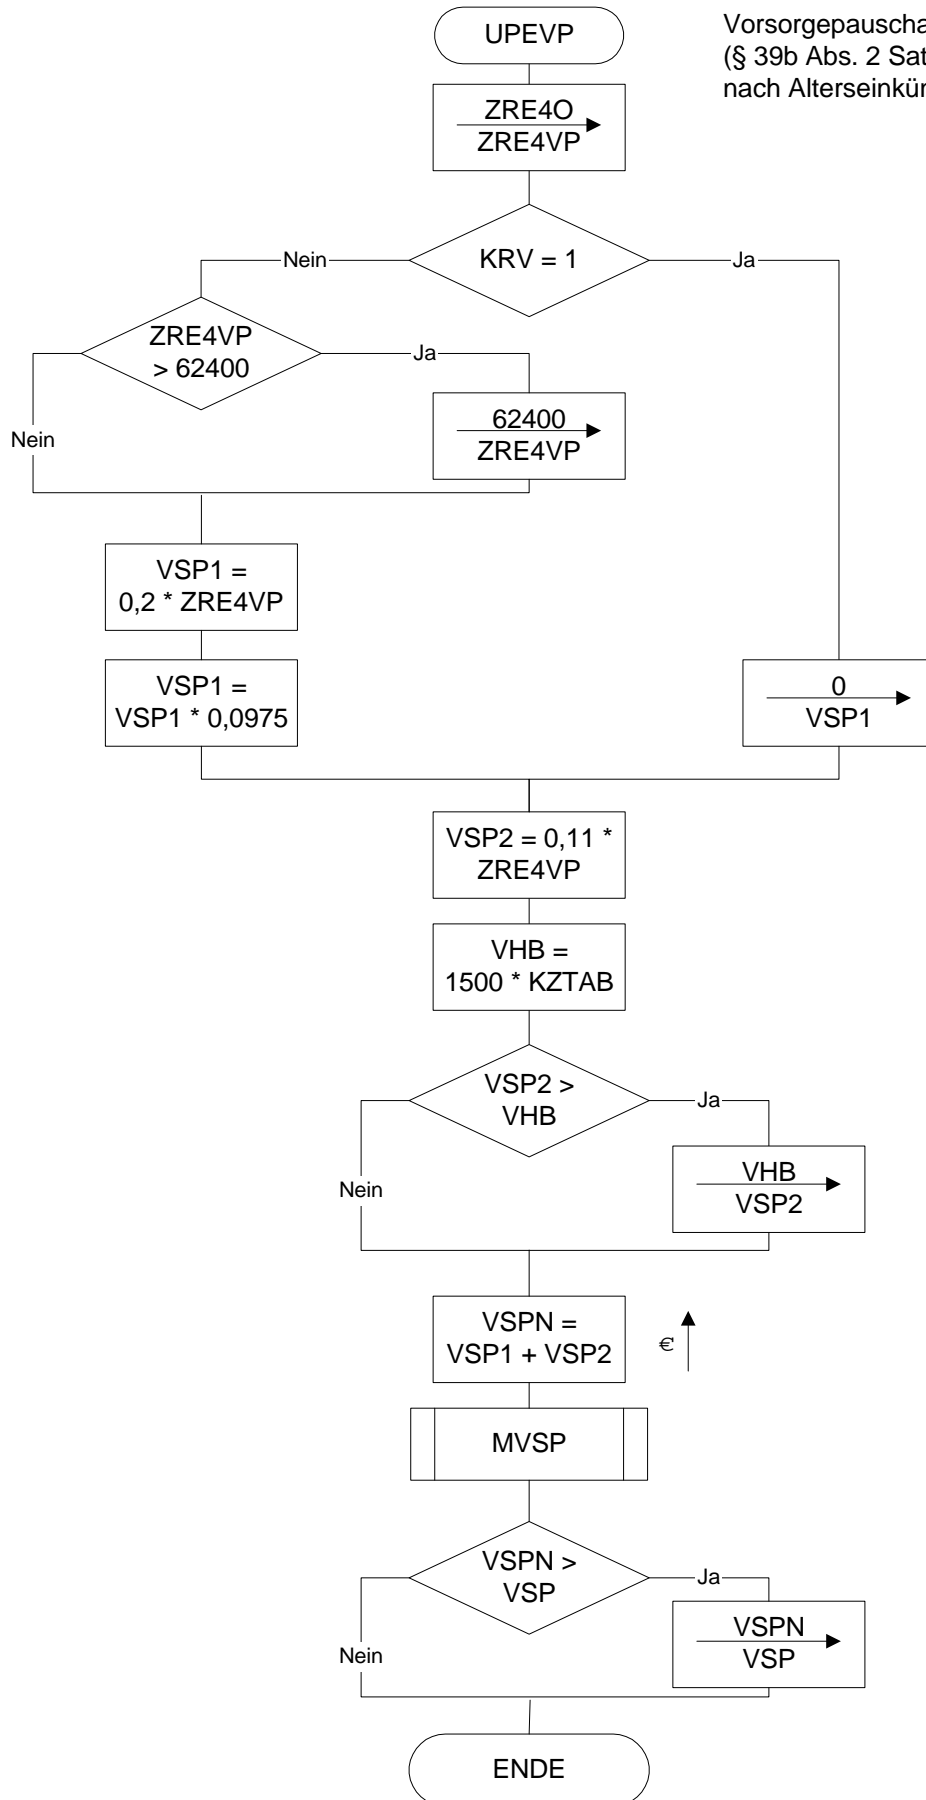 UPEVP
Vorsorgepauscha
(§ 39b Abs. 2 Sat
nach Alterseinkür
ZRE4O
ZRE4VP
KRV = 1
Nein
Ja
ZRE4VP
> 62400
Ja
Nein
62400
ZRE4VP
VSP1 =
0,2 * ZRE4VP
VSP1 =
VSP1 * 0,0975
0
VSP1
VSP2 = 0,11 *
ZRE4VP
VHB =
1500 * KZTAB
VSP2 >
VHB
Ja
Nein
VHB
VSP2
VSPN =
VSP1 + VSP2
€
MVSP
VSPN >
VSP
Ja
Nein
VSPN
VSP
ENDE